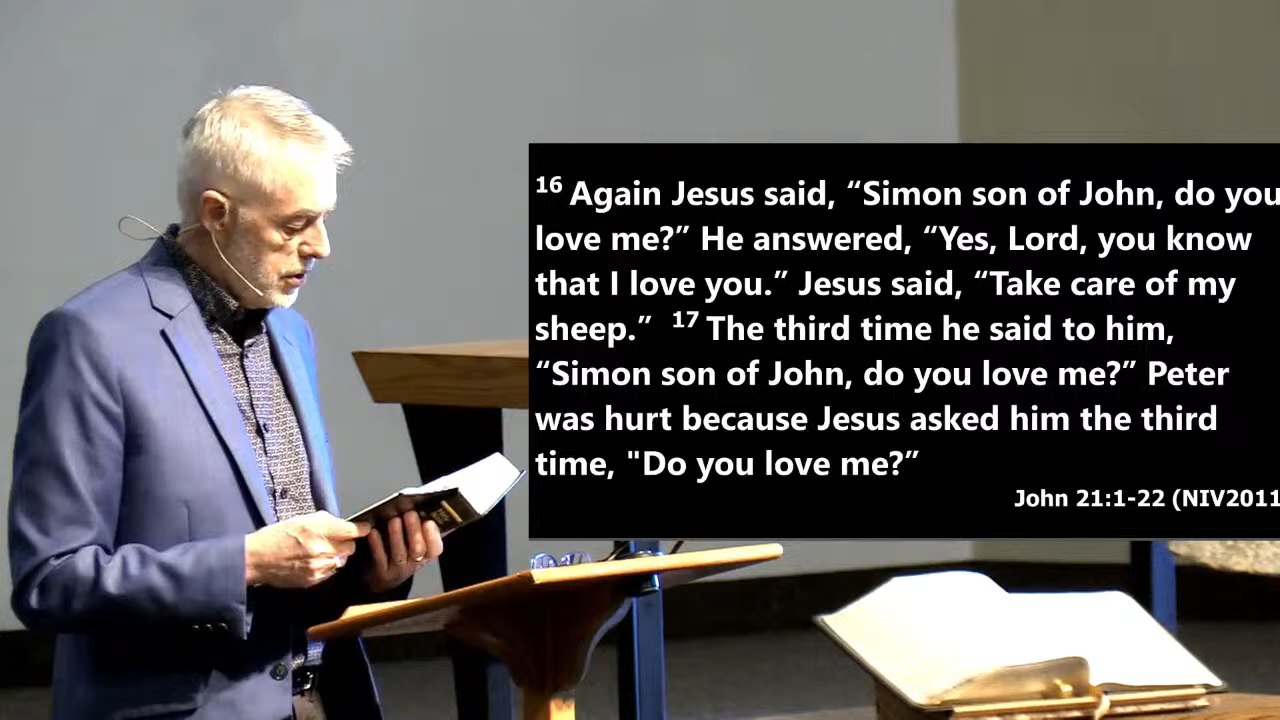 16 Again Jesus said, “Simon son of John, do you
love me?” He answered, “Yes, Lord, you know
that I love you.” Jesus said, “Take care of my
sheep.” 17 The third time he said to him,
“Simon son of John, do you love me?” Peter
was hurt because Jesus asked him the third
time, "Do you love me?”
John 21:1-22 (NIV2011